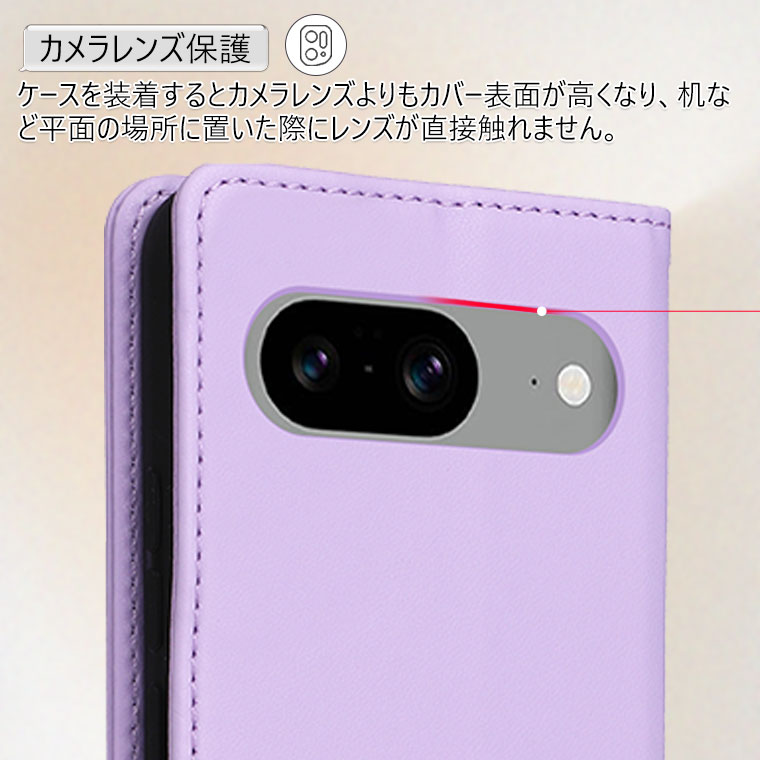 カメラレンズ保護
ケースを装着するとカメラレンズよりもカバー表面が高くなり、机な
ど平面の場所に置いた際にレンズが直接触れません。